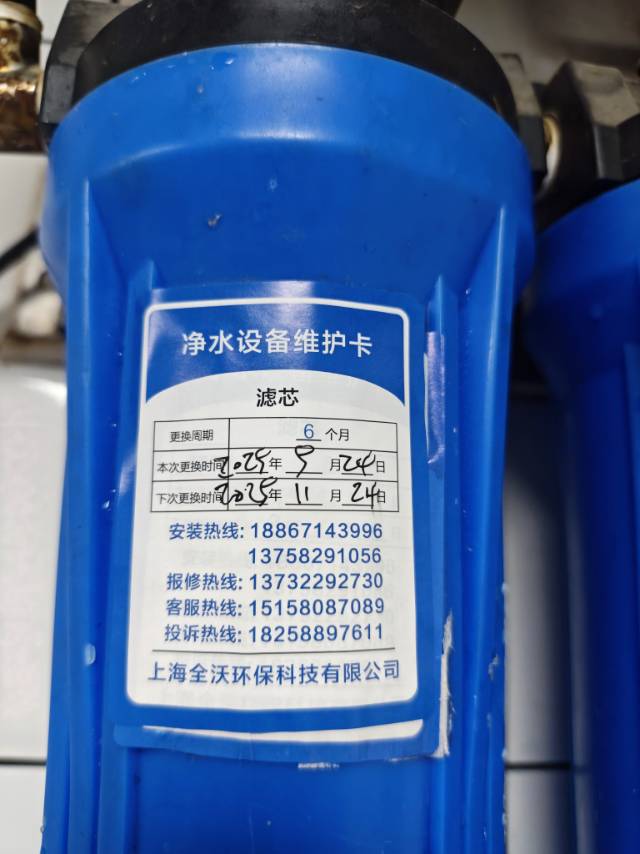 净水设备维护卡
滤芯
更换周期 6 个月
本次更换时间 2025年 5 月 24日
下次更换时间 2025年 11 月 24日
安装热线: 18867143996
13758291056
报修热线: 13732292730
客服热线: 15158087089
投诉热线: 18258897611
上海全沃环保科技有限公司